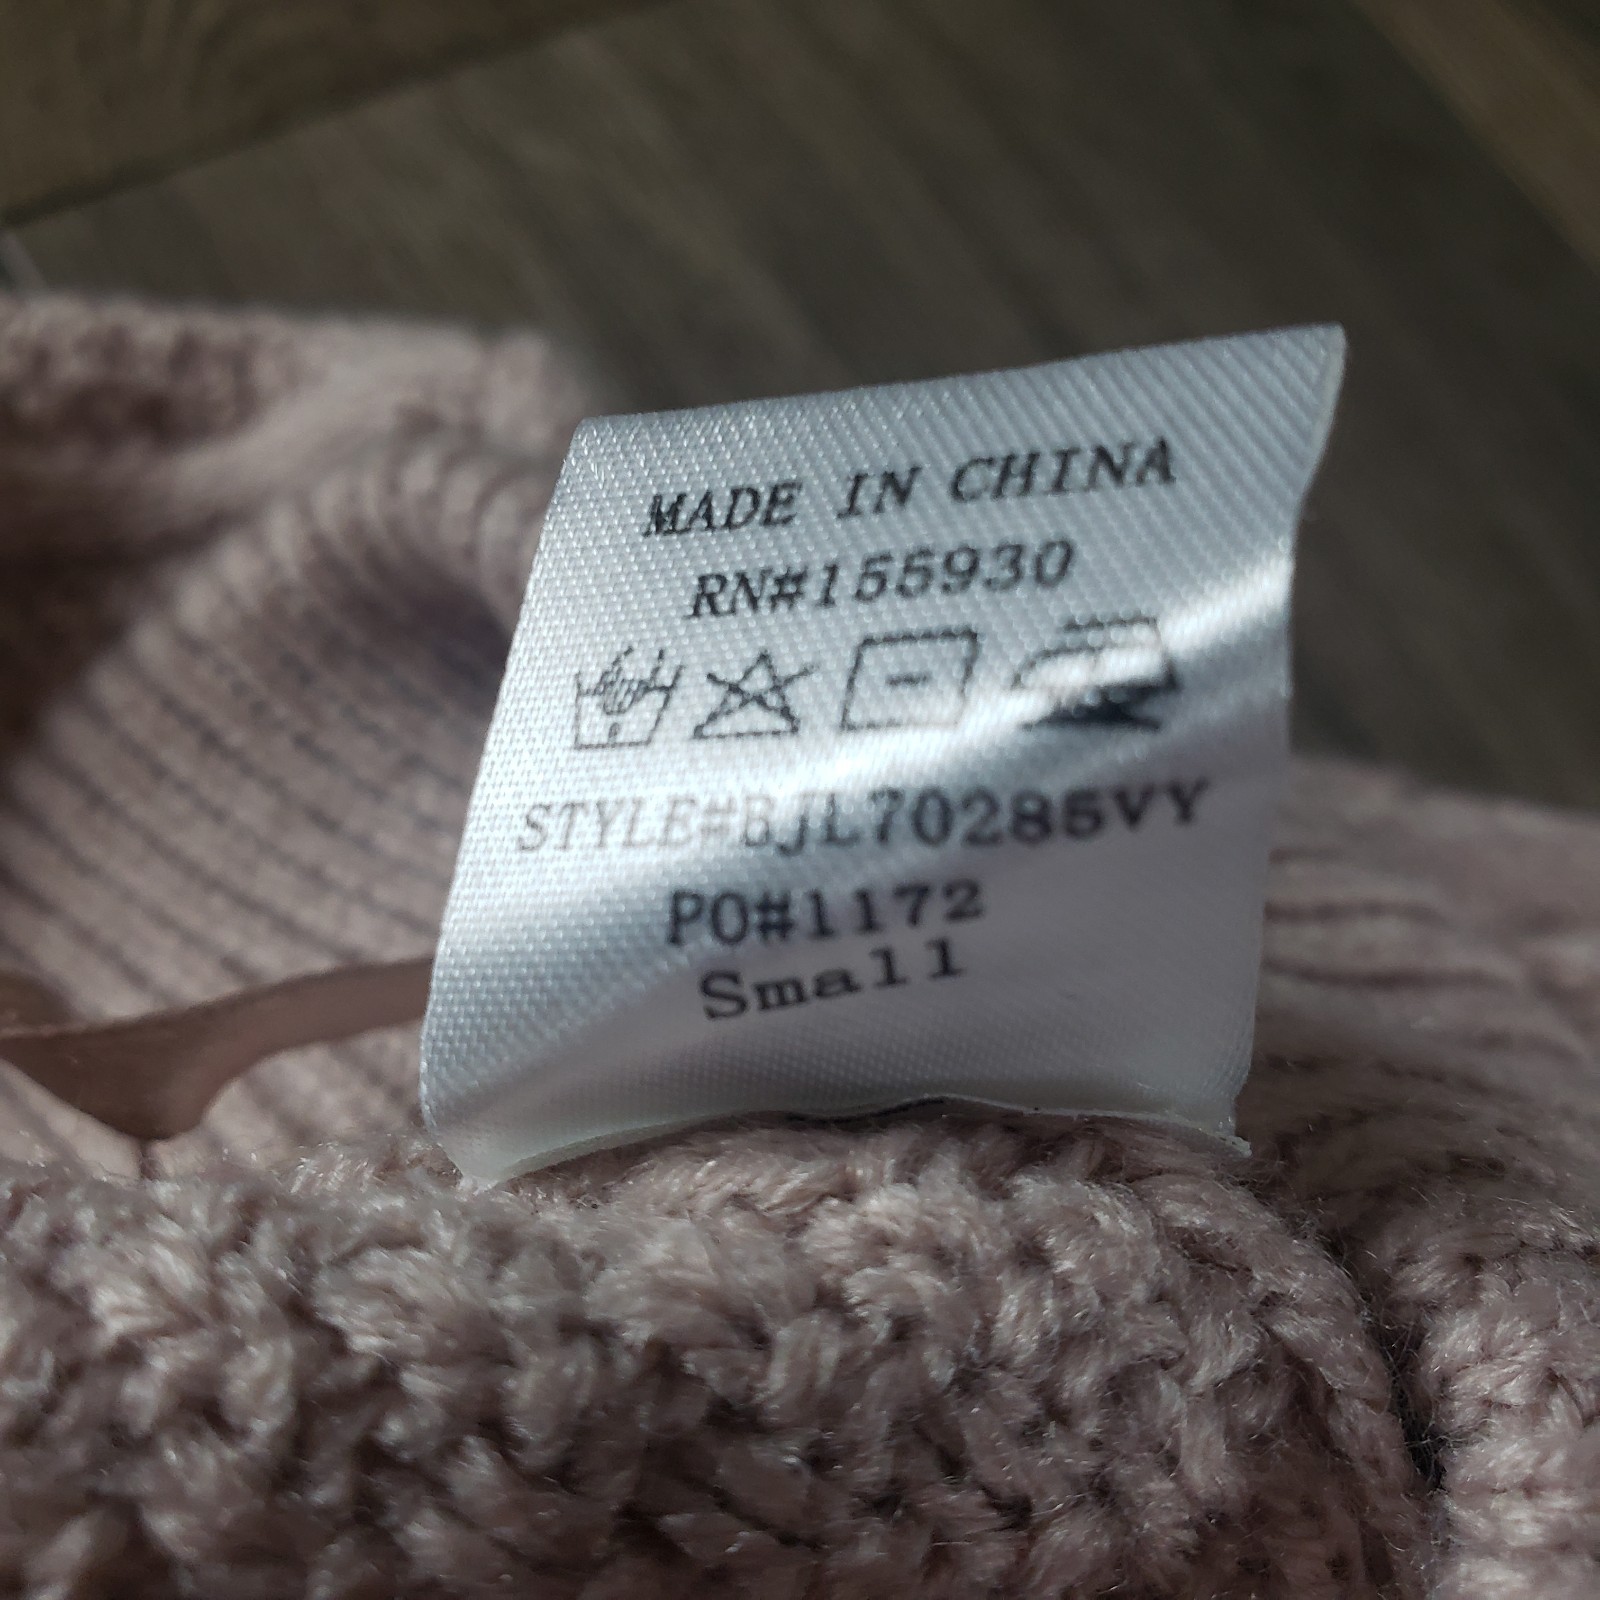 MADE IN CHINA
RN#155930
STYLE#BJL70285VY
PO#1172
Small